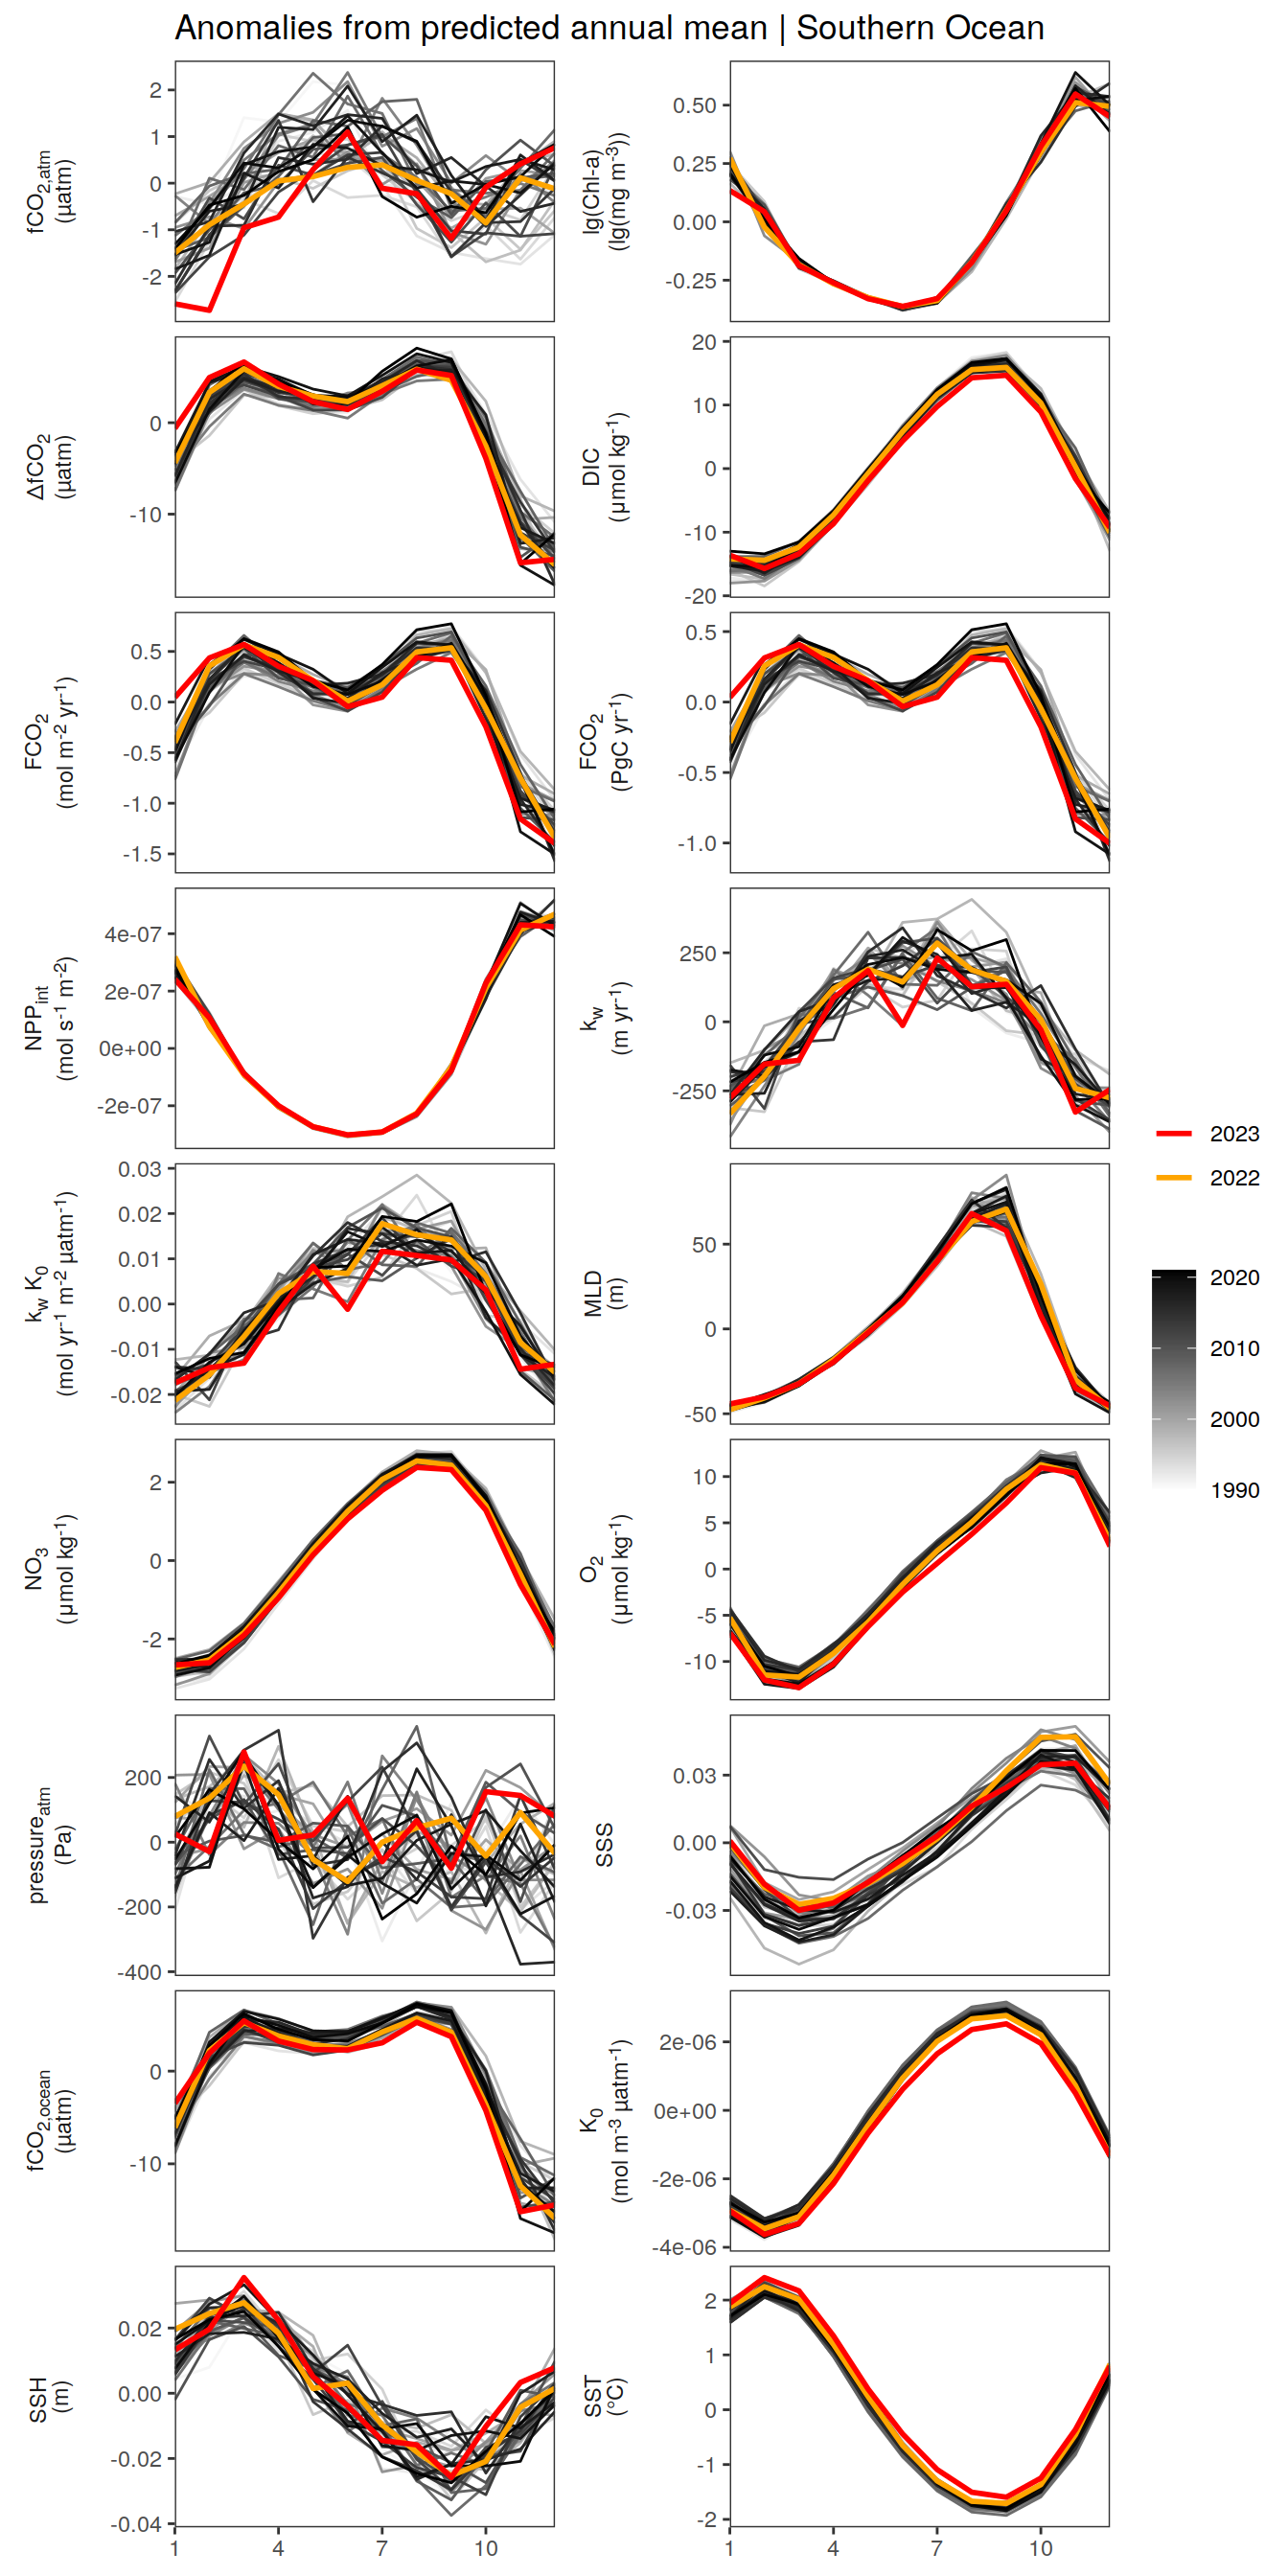 Anomalies from predicted annual mean | Southern Ocean
fCO2,atm
(µatm)
2
1
0
-1
-2
lg(Chl-a)
(lg(mg m-3))
0.50
0.25
0.00
-0.25
ΔfCO2
(µatm)
0
-10
DIC
(µmol kg-1)
20
10
0
-10
-20
FCO2
(mol m-2 yr-1)
0.5
0.0
-0.5
-1.0
-1.5
FCO2
(PgC yr-1)
0.5
0.0
-0.5
-1.0
NPPint
(mol s-1 m-2)
4e-07
2e-07
0e+00
-2e-07
kw
(m yr-1)
250
0
-250
kw K0
(mol yr-1 m-2 µatm-1)
0.03
0.02
0.01
0.00
-0.01
-0.02
MLD
(m)
50
0
-50
NO3
(µmol kg-1)
2
0
-2
O2
(µmol kg-1)
10
5
0
-5
-10
pressureatm
(Pa)
200
0
-200
-400
SSS
0.03
0.00
-0.03
fCO2,ocean
(µatm)
0
-10
K0
(mol m-3 µatm-1)
2e-06
0e+00
-2e-06
-4e-06
SSH
(m)
0.02
0.00
-0.02
-0.04
SST
(°C)
2
1
0
-1
-2
1 4 7 10
1 4 7 10
2023
2022
2020
2010
2000
1990